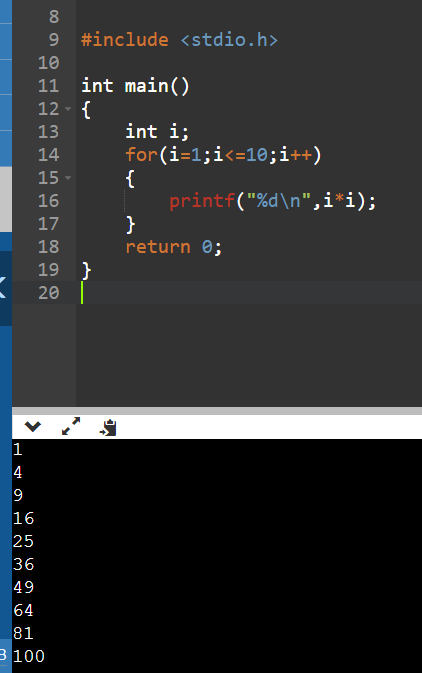 8
9 #include <stdio.h>
10
11 int main()
12 {
13     int i;
14     for(i=1;i<=10;i++)
15     {
16         printf("%d\n",i*i);
17     }
18     return 0;
19 }
20
1
4
9
16
25
36
49
64
81
B
100